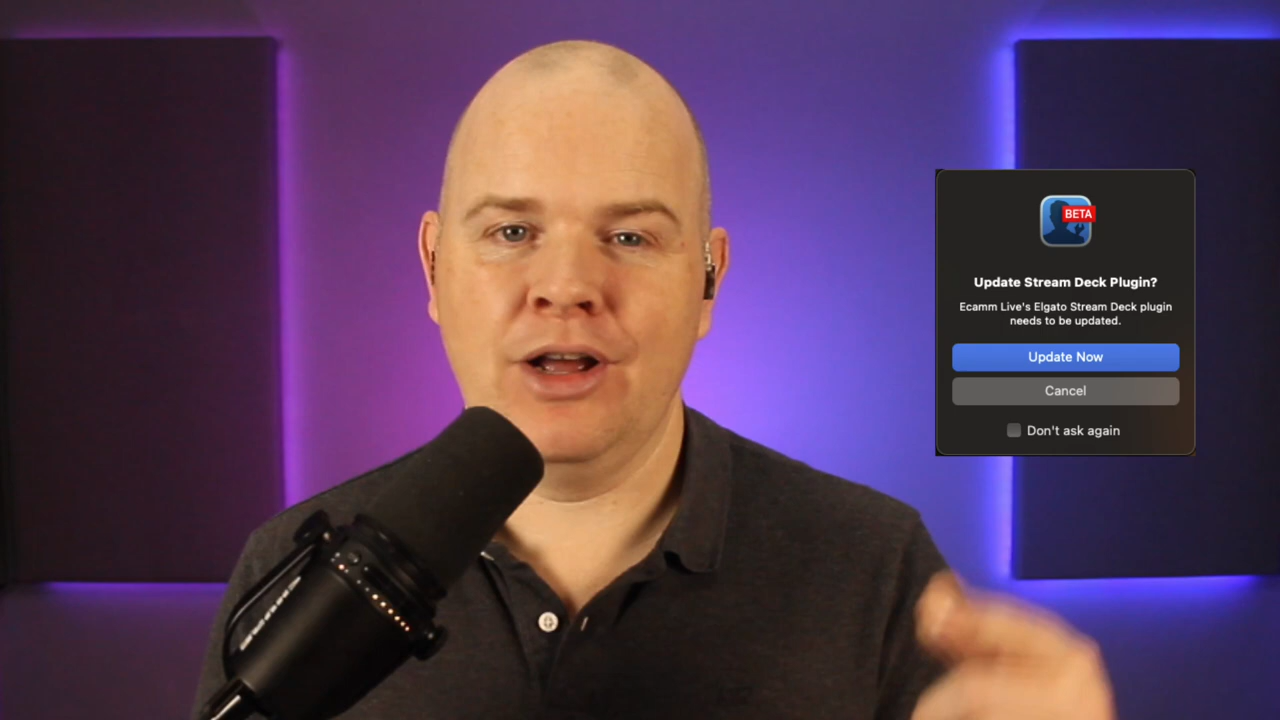 BETA
Update Stream Deck Plugin?
Ecamm Live's Elgato Stream Deck plugin
needs to be updated.
Update Now
Cancel
Don't ask again
SHURE